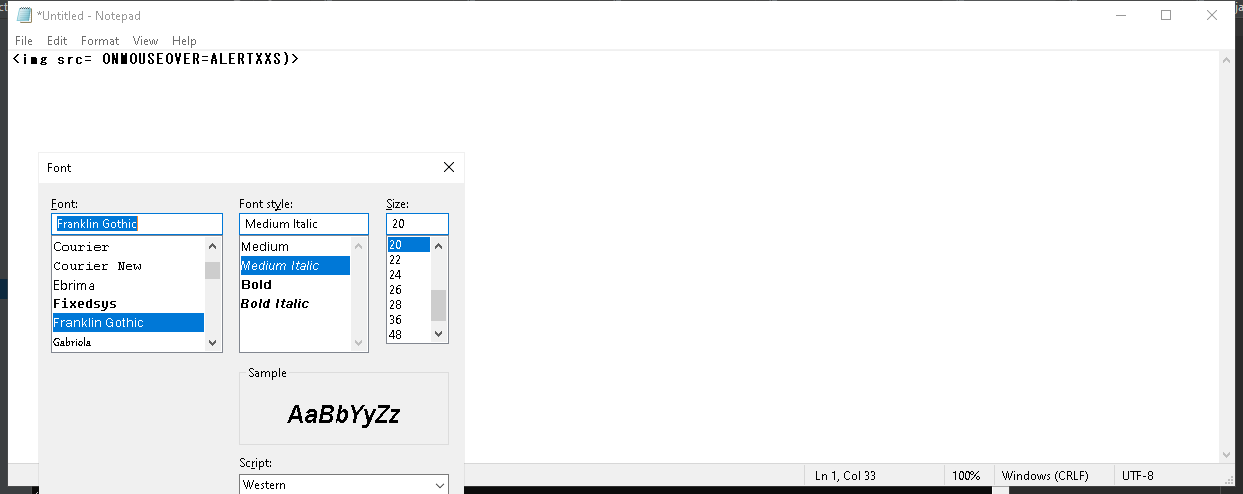 *Untitled - Notepad
File Edit Format View Help
<img src= ONMOUSEOVER=ALERTXXS)>
Font
Font: Font style: Size:
Franklin Gothic Medium Italic 20
Courier Medium 20
Courier New Medium Italic 22
Ebrima Bold 24
Fixedsys Bold Italic 26
Franklin Gothic 28
Gabriola 36
48
Sample
AaBbYyZz
Script:
Western
Ln 1, Col 33 100% Windows (CRLF) UTF-8